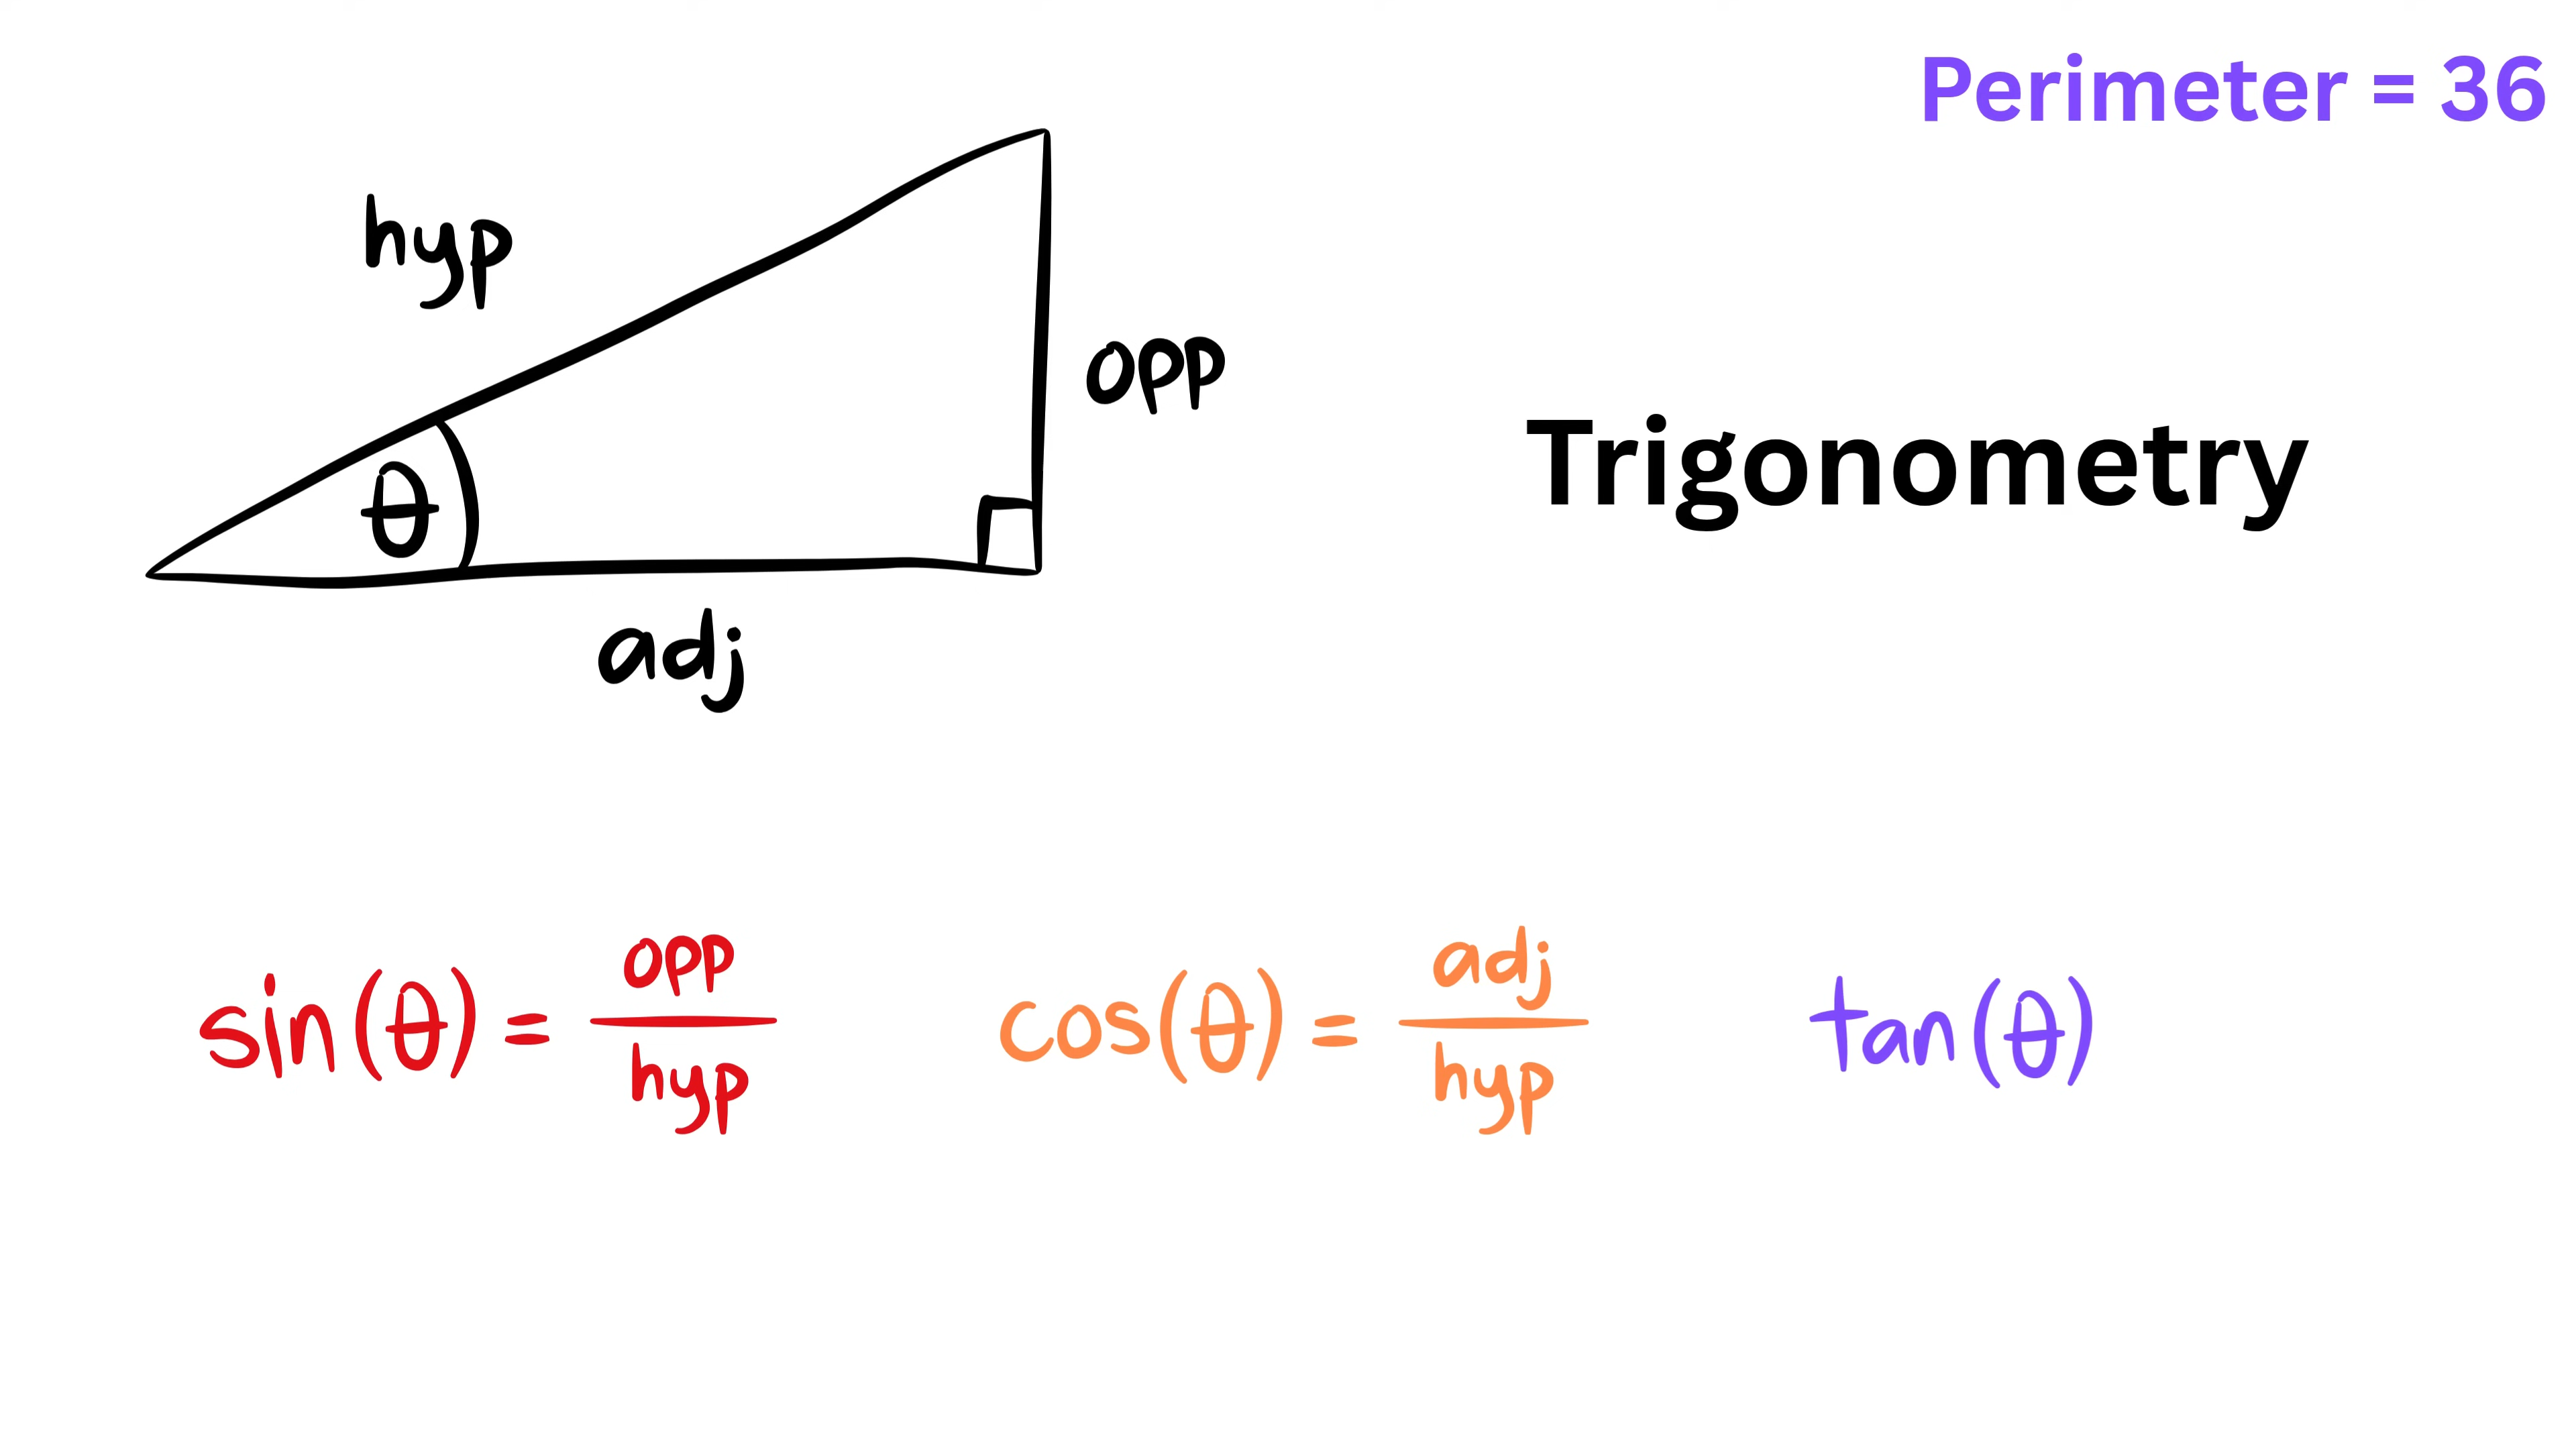 Perimeter = 36
hyp
opp
θ
Trigonometry
adj
sin(θ) = opp/hyp
cos(θ) = adj/hyp
tan(θ)